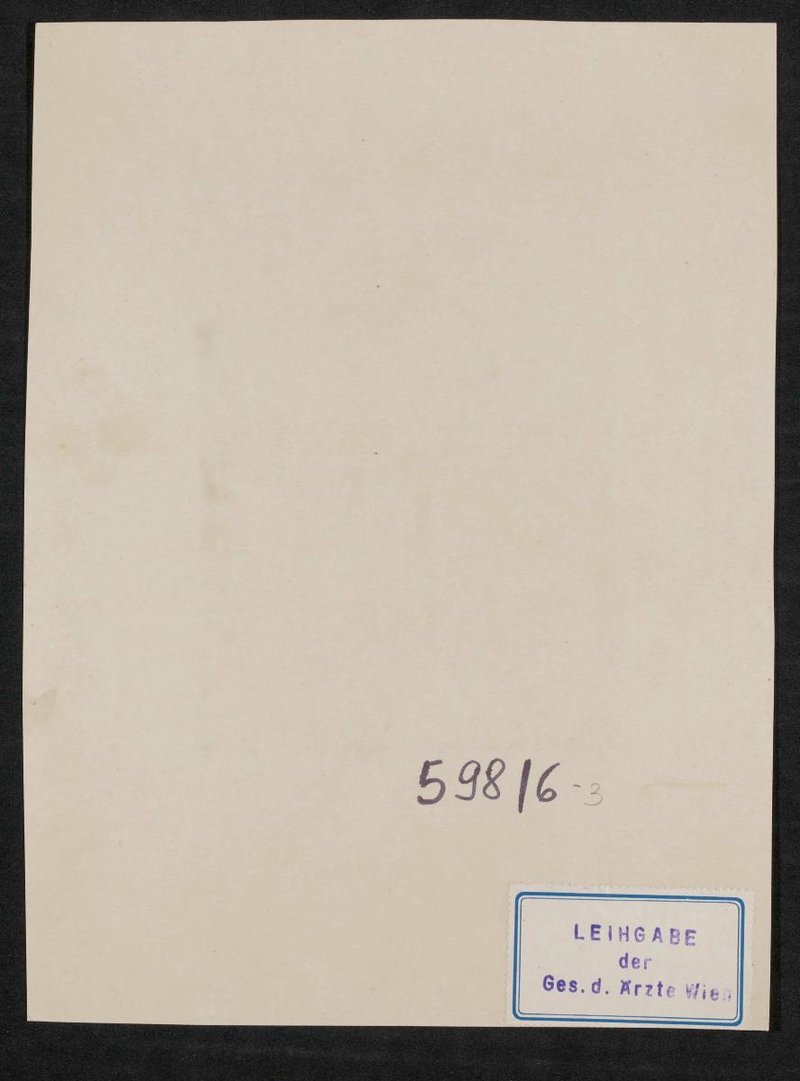 598/6-3
LEIHGABE
der
Ges. d. Ärzte Wien